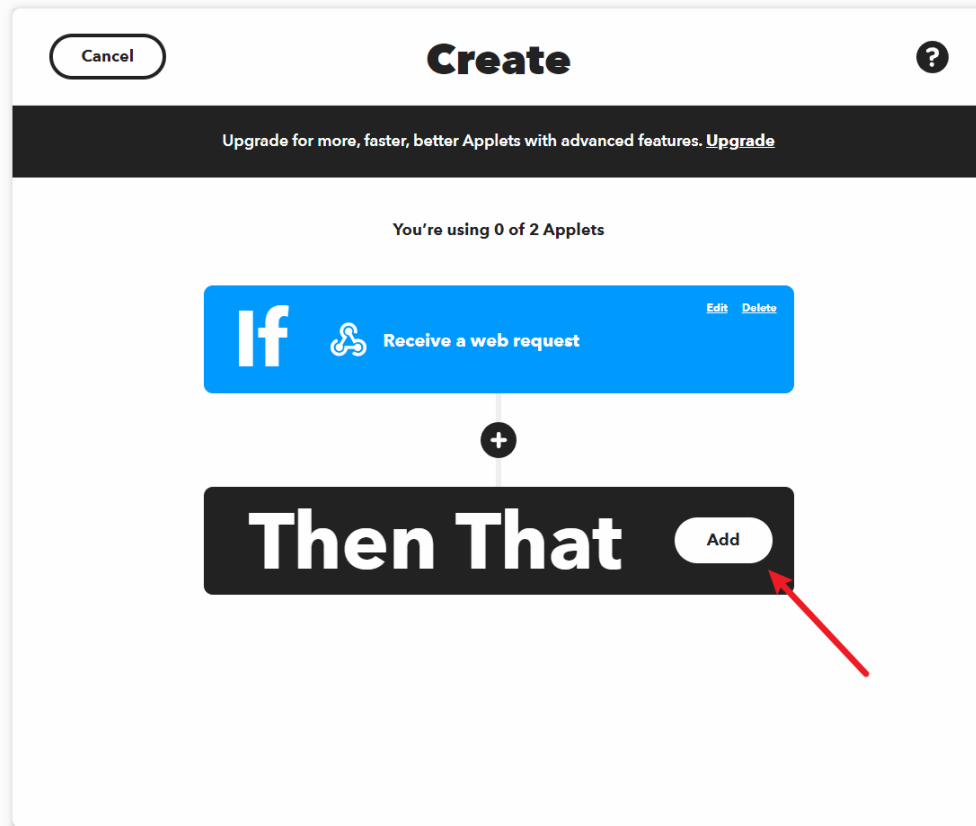 Cancel
Create
?
Upgrade for more, faster, better Applets with advanced features. Upgrade
You’re using 0 of 2 Applets
Edit Delete
If Receive a web request
Then That Add